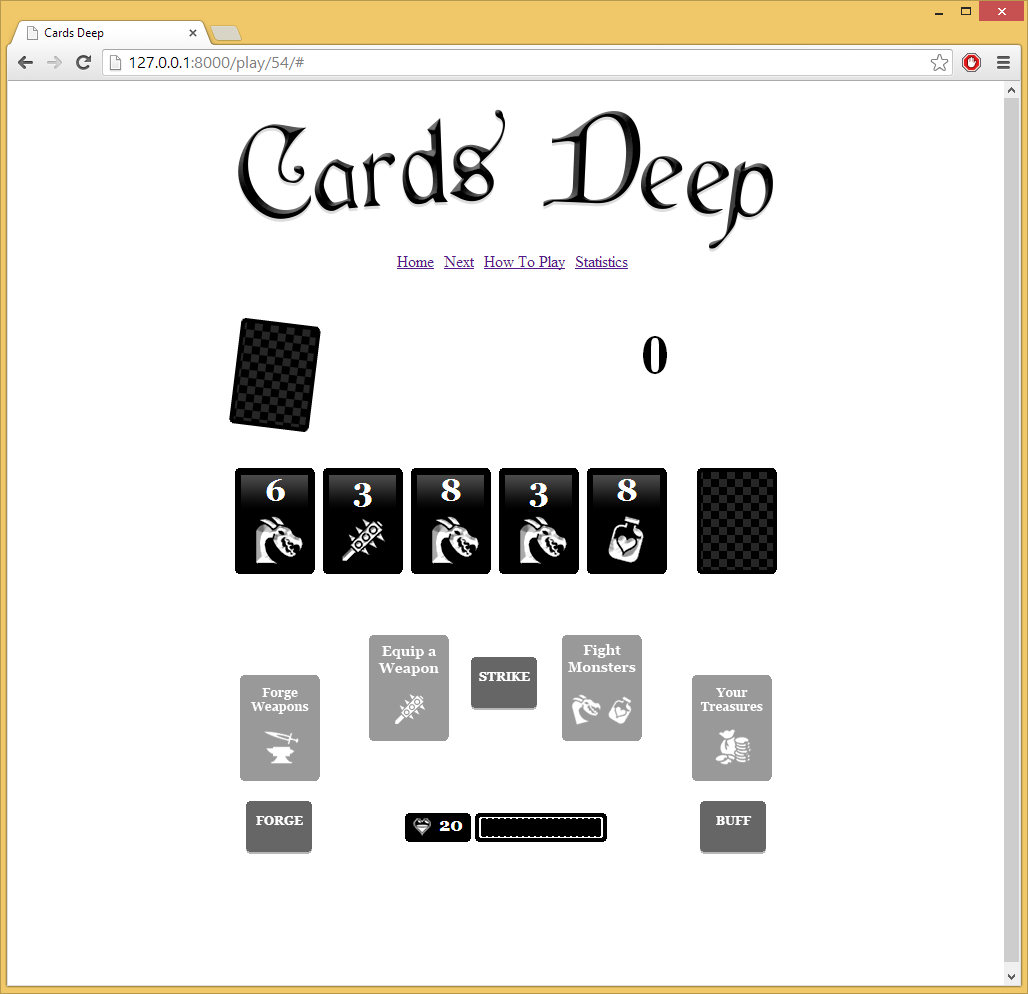 Cards Deep
127.0.0.1:8000/play/54/#
Cards Deep
Home Next How To Play Statistics
0
6 3 8 3 8
Equip a
Weapon
STRIKE
Fight
Monsters
Forge
Weapons
Your
Treasures
FORGE
20
BUFF